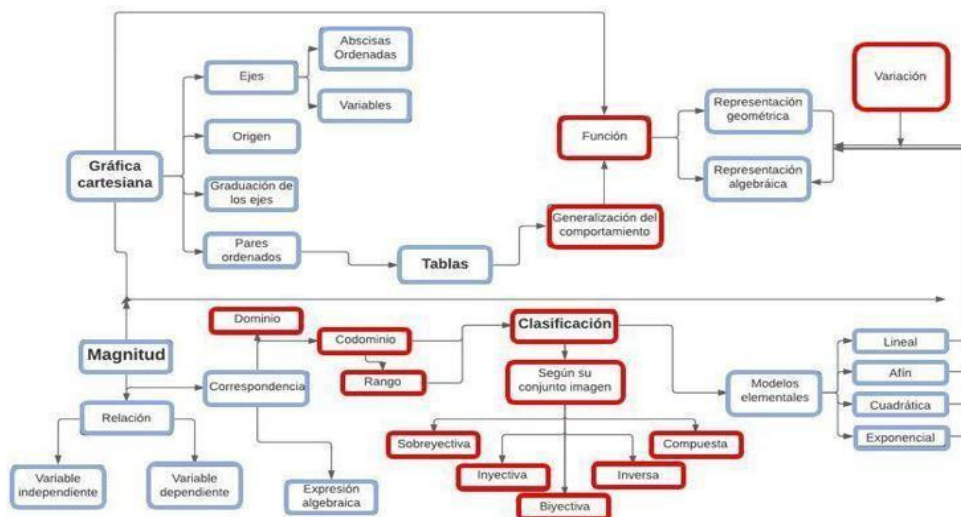 Abscisas
Ordenadas
Ejes
Variables
Variación
Representación
geométrica
Origen
Función
Gráfica
cartesiana
Representación
algebráica
Graduación de
los ejes
Generalización del
comportamiento
Pares
ordenados
Tablas
Dominio
Clasificación
Codominio
Lineal
Magnitud
Rango
Según su
conjunto imagen
Afín
Correspondencia
Modelos
elementales
Relación
Cuadrática
Sobreyectiva
Compuesta
Exponencial
Inyectiva
Inversa
Variable
independiente
Variable
dependiente
Expresión
algebraica
Biyectiva